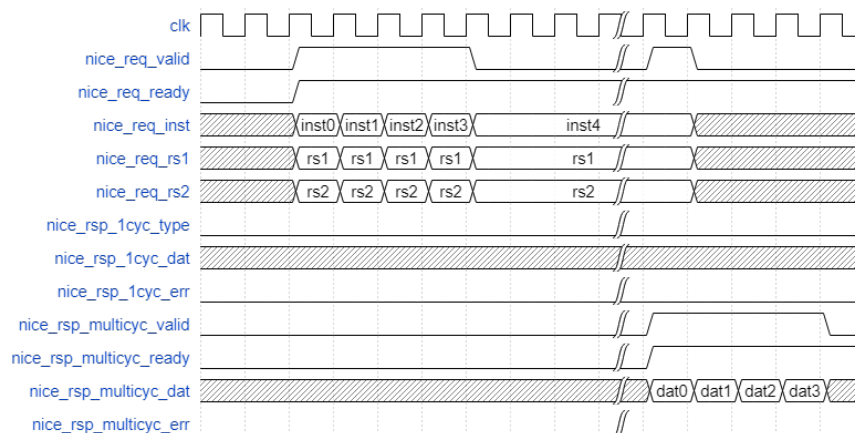 clk
nice_req_valid
nice_req_ready
nice_req_inst inst0 inst1 inst2 inst3 inst4
nice_req_rs1 rs1 rs1 rs1 rs1 rs1
nice_req_rs2 rs2 rs2 rs2 rs2 rs2
nice_rsp_1cyc_type
nice_rsp_1cyc_dat
nice_rsp_1cyc_err
nice_rsp_multicyc_valid
nice_rsp_multicyc_ready
nice_rsp_multicyc_dat dat0 dat1 dat2 dat3
nice_rsp_multicyc_err